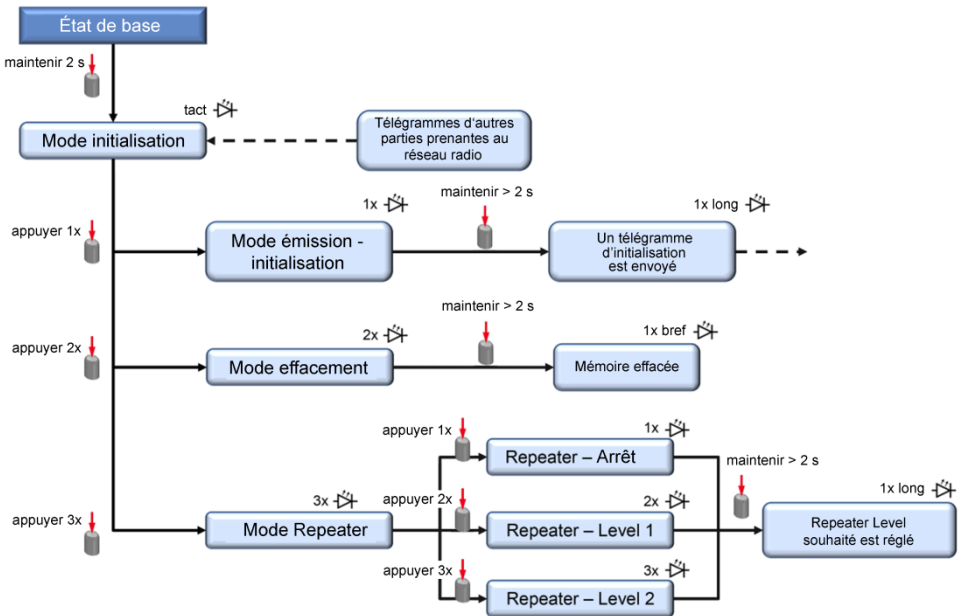 État de base
maintenir 2 s
tact
Mode initialisation
Télégrammes d'autres
parties prenantes au
réseau radio
appuyer 1x
1x
Mode émission -
initialisation
maintenir > 2 s
1x long
Un télégramme
d'initialisation
est envoyé
appuyer 2x
2x
Mode effacement
maintenir > 2 s
1x bref
Mémoire effacée
appuyer 3x
3x
Mode Repeater
appuyer 1x
1x
Repeater – Arrêt
appuyer 2x
2x
Repeater – Level 1
appuyer 3x
3x
Repeater – Level 2
maintenir > 2 s
1x long
Repeater Level
souhaité est réglé